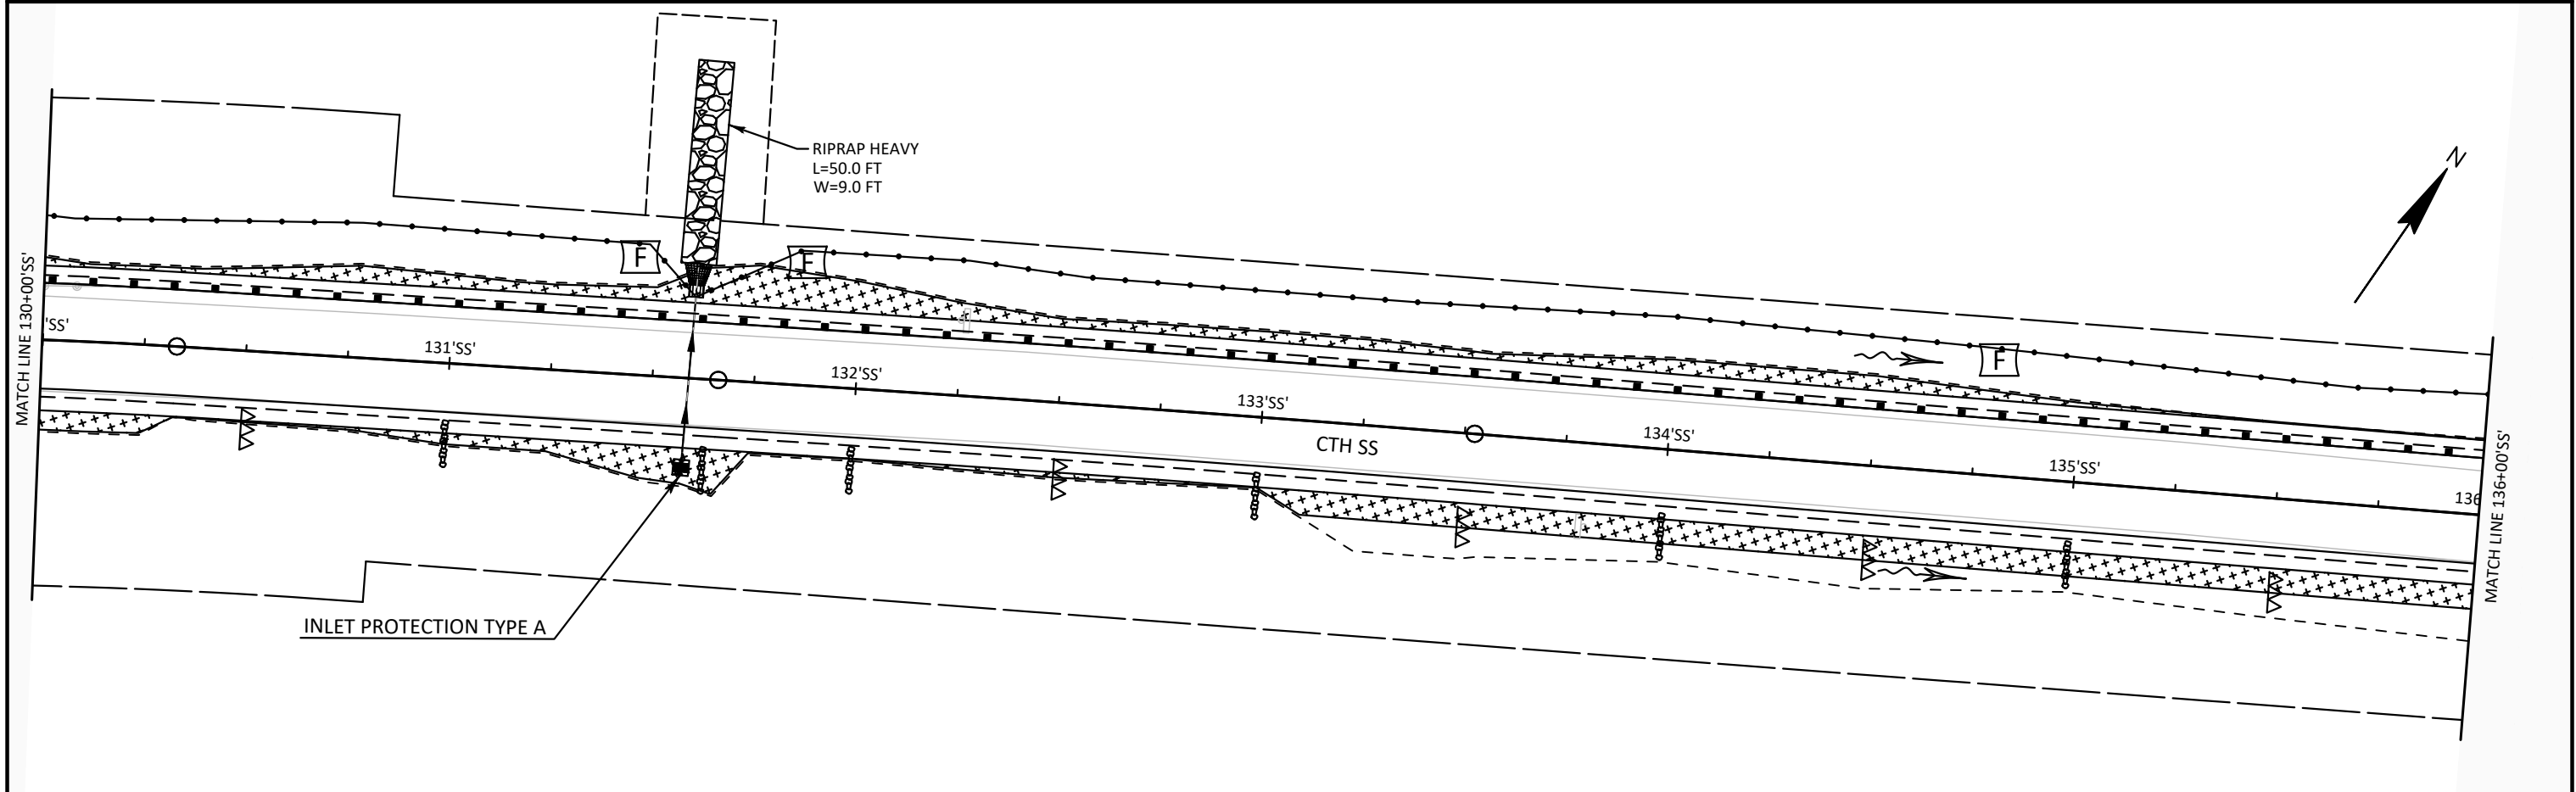 N
RIPRAP HEAVY
L=50.0 FT
W=9.0 FT
F
F
F
MATCH LINE 130+00'SS'
'SS'
131'SS'
132'SS'
133'SS'
134'SS'
135'SS'
136
CTH SS
MATCH LINE 136+00'SS'
INLET PROTECTION TYPE A